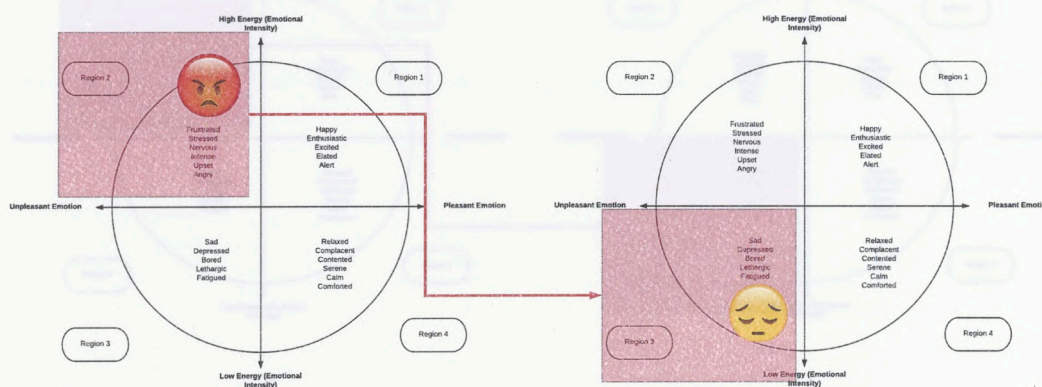 High Energy (Emotional
Intensity)
Region 2
Region 1
Frustrated
Stressed
Nervous
Intense
Upset
Angry
Happy
Enthusiastic
Excited
Elated
Alert
Unpleasant Emotion
Pleasant Emotion
Sad
Depressed
Bored
Lethargic
Fatigued
Relaxed
Complacent
Contented
Serene
Calm
Comforted
Region 3
Region 4
Low Energy (Emotional
Intensity)
High Energy (Emotional
Intensity)
Region 2
Region 1
Frustrated
Stressed
Nervous
Intense
Upset
Angry
Happy
Enthusiastic
Excited
Elated
Alert
Unpleasant Emotion
Pleasant Emoti
Sad
Depressed
Bored
Lethargic
Fatigued
Relaxed
Complacent
Contented
Serene
Calm
Comforted
Region 3
Region 4
Low Energy (Emotional
Intensity)